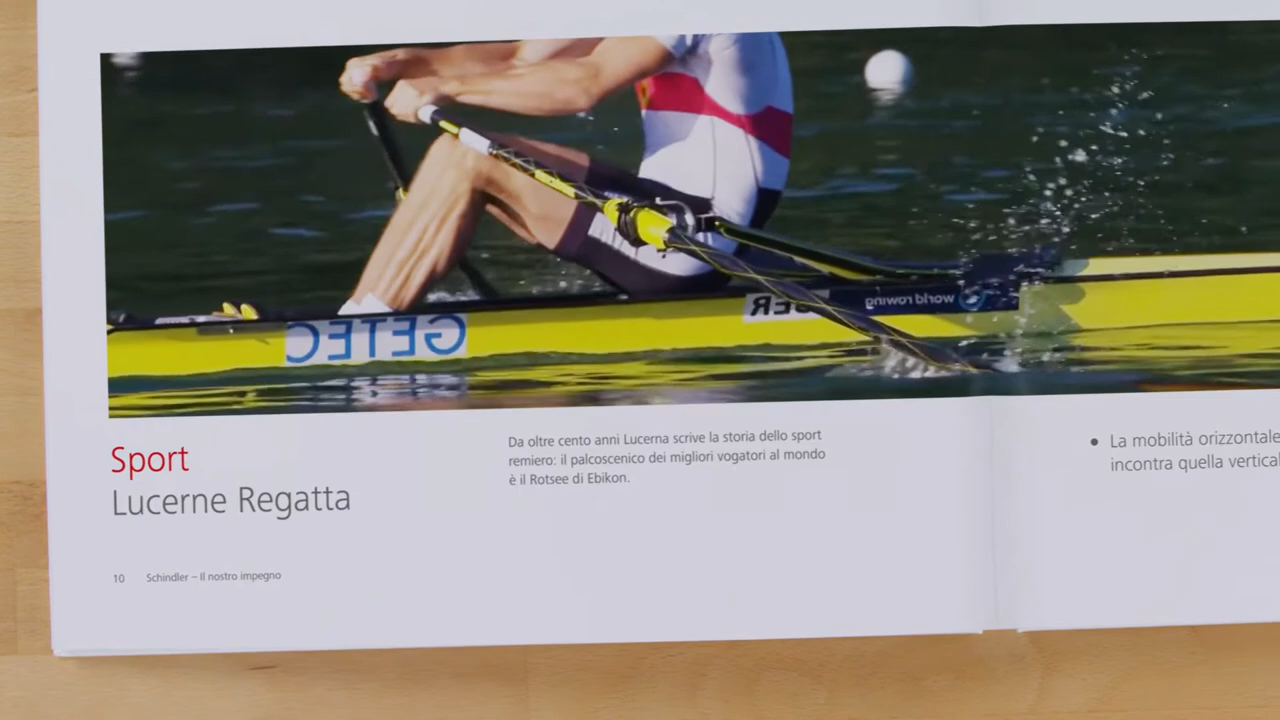 GETEC
GER
world rowing
Sport
Lucerne Regatta
Da oltre cento anni Lucerna scrive la storia dello sport
remiero: il palcoscenico dei migliori vogatori al mondo
è il Rotsee di Ebikon.
• La mobilità orizzontale
incontra quella vertical
10 Schindler – Il nostro impegno